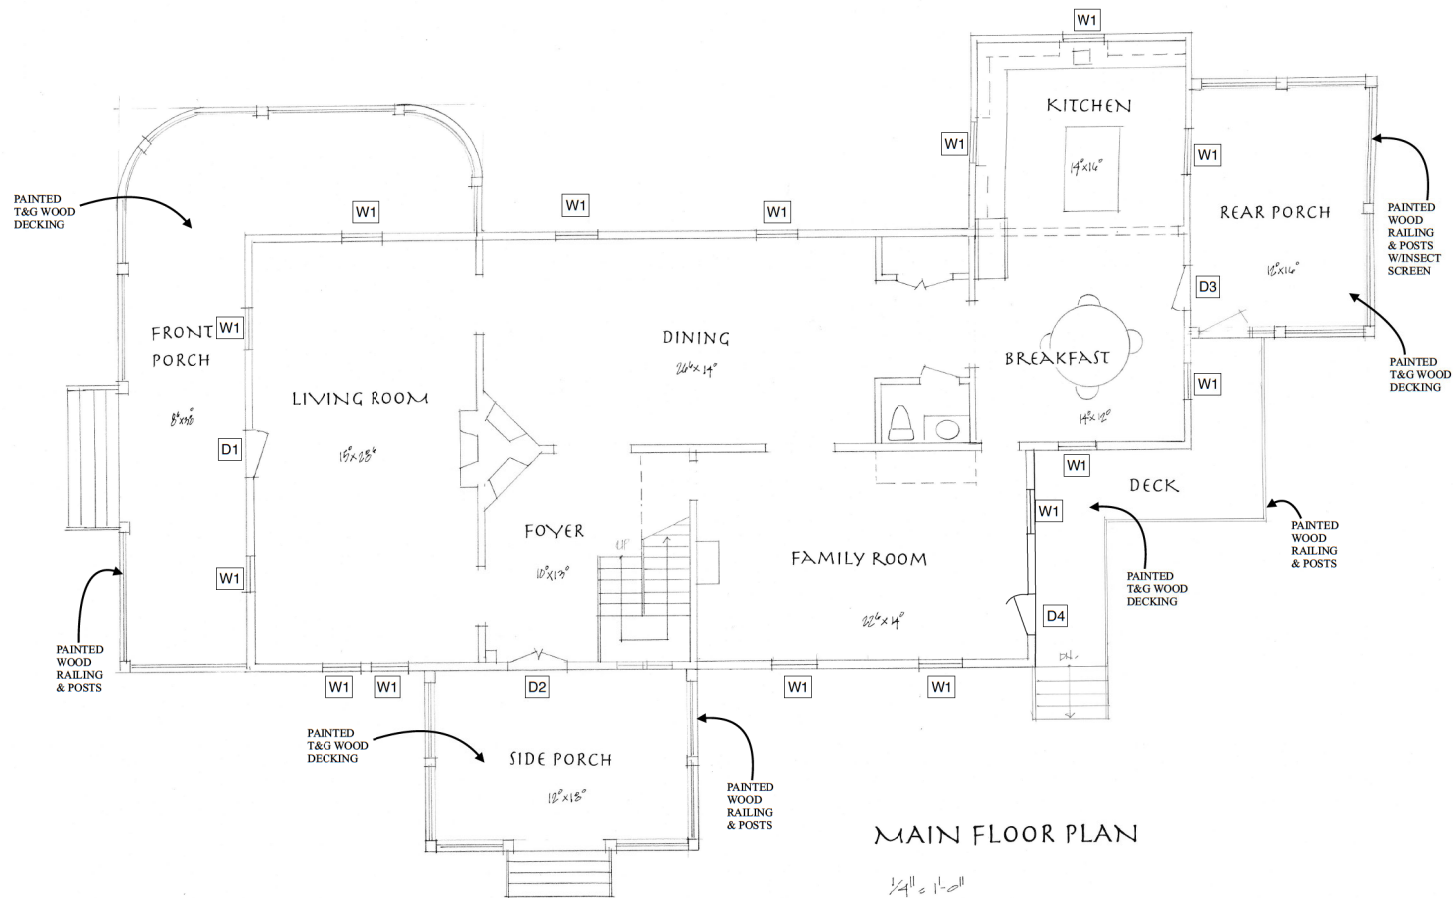 W1
KITCHEN
W1
14⁰x16⁰
W1
PAINTED
T&G WOOD
DECKING
W1
W1
W1
REAR PORCH
12⁰x16⁰
PAINTED
WOOD
RAILING
& POSTS
W/INSECT
SCREEN
D3
FRONT
PORCH
W1
DINING
26⁶x14⁰
BREAKFAST
14⁰x12⁰
PAINTED
T&G WOOD
DECKING
W1
LIVING ROOM
15⁰x28⁶
D1
W1
DECK
W1
FOYER
10⁰x13⁰
UP
FAMILY ROOM
22⁶x14⁰
PAINTED
WOOD
RAILING
& POSTS
PAINTED
T&G WOOD
DECKING
W1
D4
DN.
PAINTED
WOOD
RAILING
& POSTS
W1
W1
D2
W1
W1
PAINTED
T&G WOOD
DECKING
SIDE PORCH
12⁰x18⁰
PAINTED
WOOD
RAILING
& POSTS
MAIN FLOOR PLAN
1/4" = 1'-0"